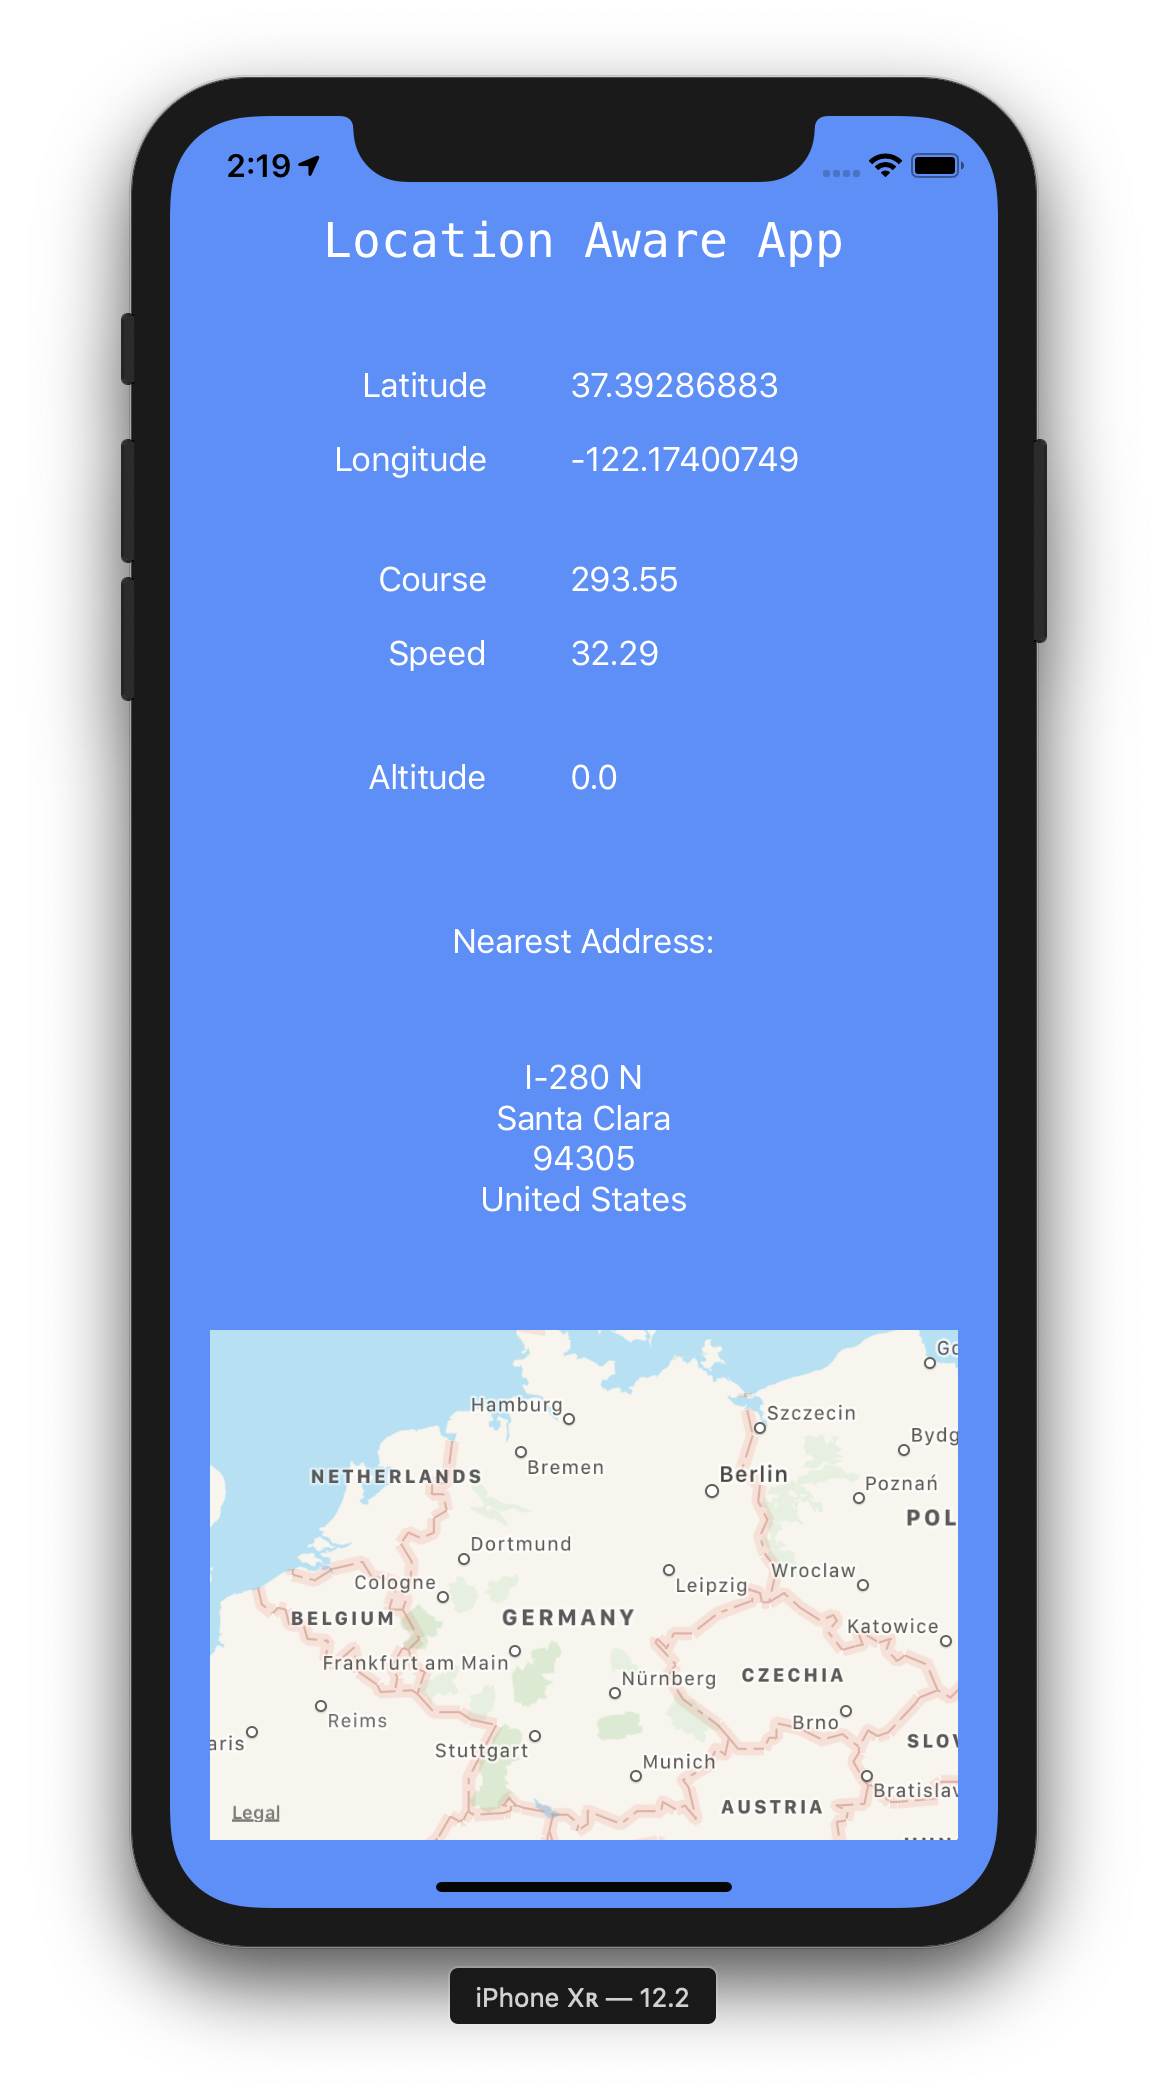 2:19
Location Aware App
Latitude 37.39286883
Longitude -122.17400749
Course 293.55
Speed 32.29
Altitude 0.0
Nearest Address:
I-280 N
Santa Clara
94305
United States
Go
Hamburg
Szczecin
Bydg
Bremen
NETHERLANDS
Berlin
Poznań
POL
Dortmund
Cologne
Leipzig
Wroclaw
BELGIUM
GERMANY
Katowice
Frankfurt am Main
Nürnberg
CZECHIA
Reims
Brno
aris
Stuttgart
SLOV
Munich
Bratislav
AUSTRIA
Legal
iPhone Xʀ — 12.2